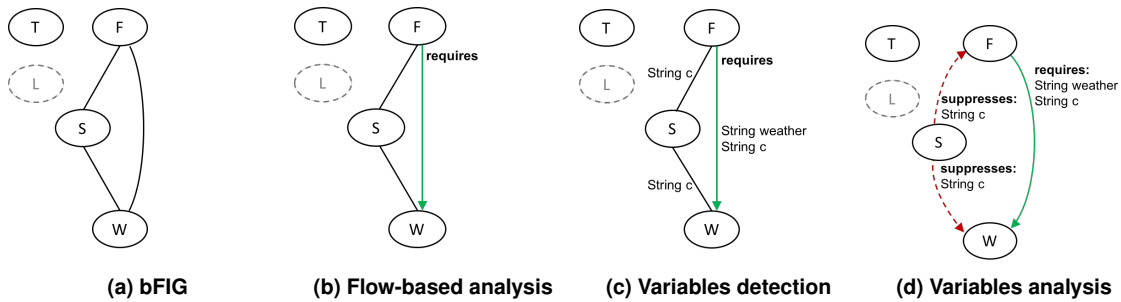 T
F
L
S
W
(a) bFIG
T
F
requires
L
S
W
(b) Flow-based analysis
T
F
requires
String c
L
S
String weather
String c
String c
W
(c) Variables detection
T
F
requires:
String weather
String c
L
suppresses:
String c
S
suppresses:
String c
W
(d) Variables analysis